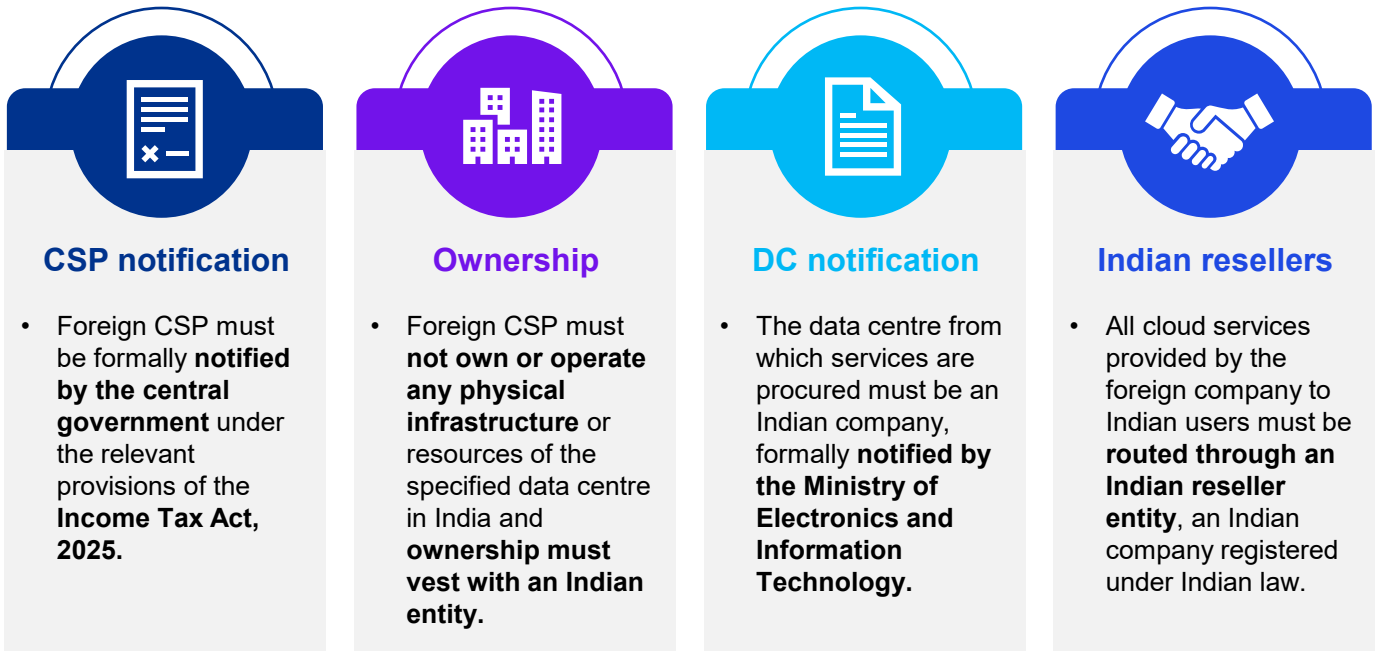 CSP notification
• Foreign CSP must
be formally notified
by the central
government under
the relevant
provisions of the
Income Tax Act,
2025.
Ownership
• Foreign CSP must
not own or operate
any physical
infrastructure or
resources of the
specified data centre
in India and
ownership must
vest with an Indian
entity.
DC notification
• The data centre from
which services are
procured must be an
Indian company,
formally notified by
the Ministry of
Electronics and
Information
Technology.
Indian resellers
• All cloud services
provided by the
foreign company to
Indian users must be
routed through an
Indian reseller
entity, an Indian
company registered
under Indian law.